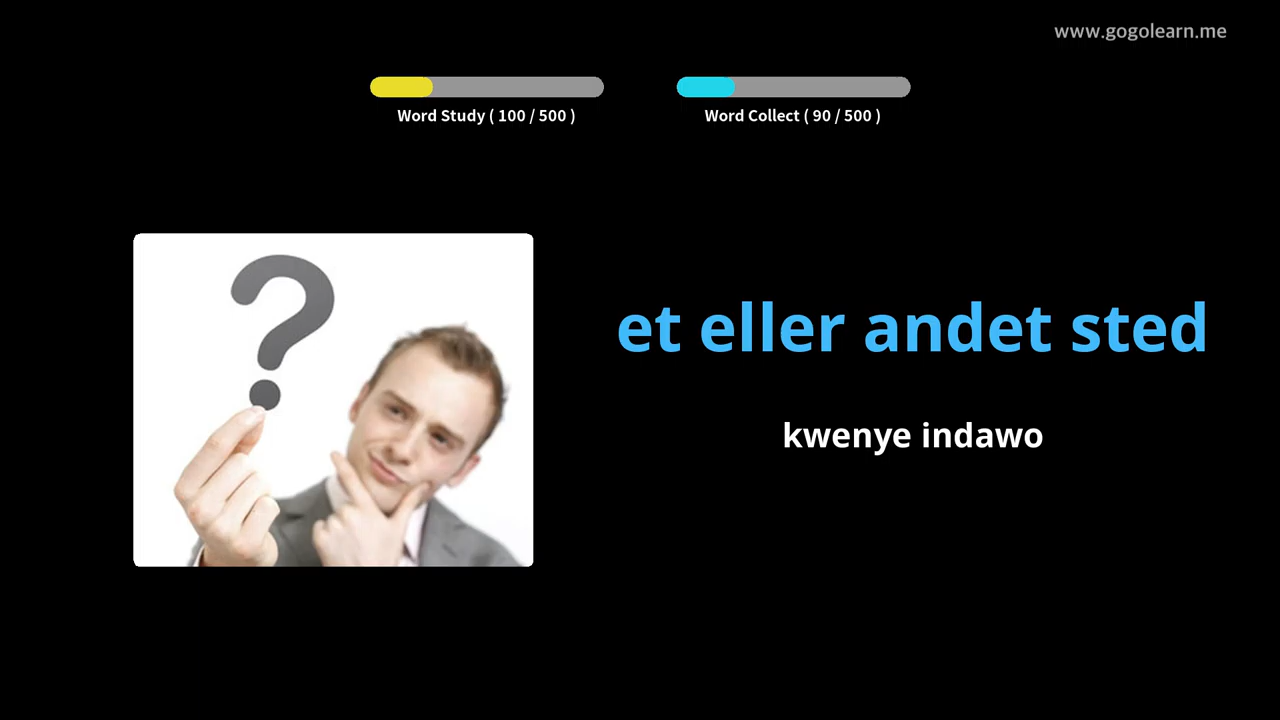 www.gogolearn.me
Word Study ( 100 / 500 )
Word Collect ( 90 / 500 )
et eller andet sted
kwenye indawo